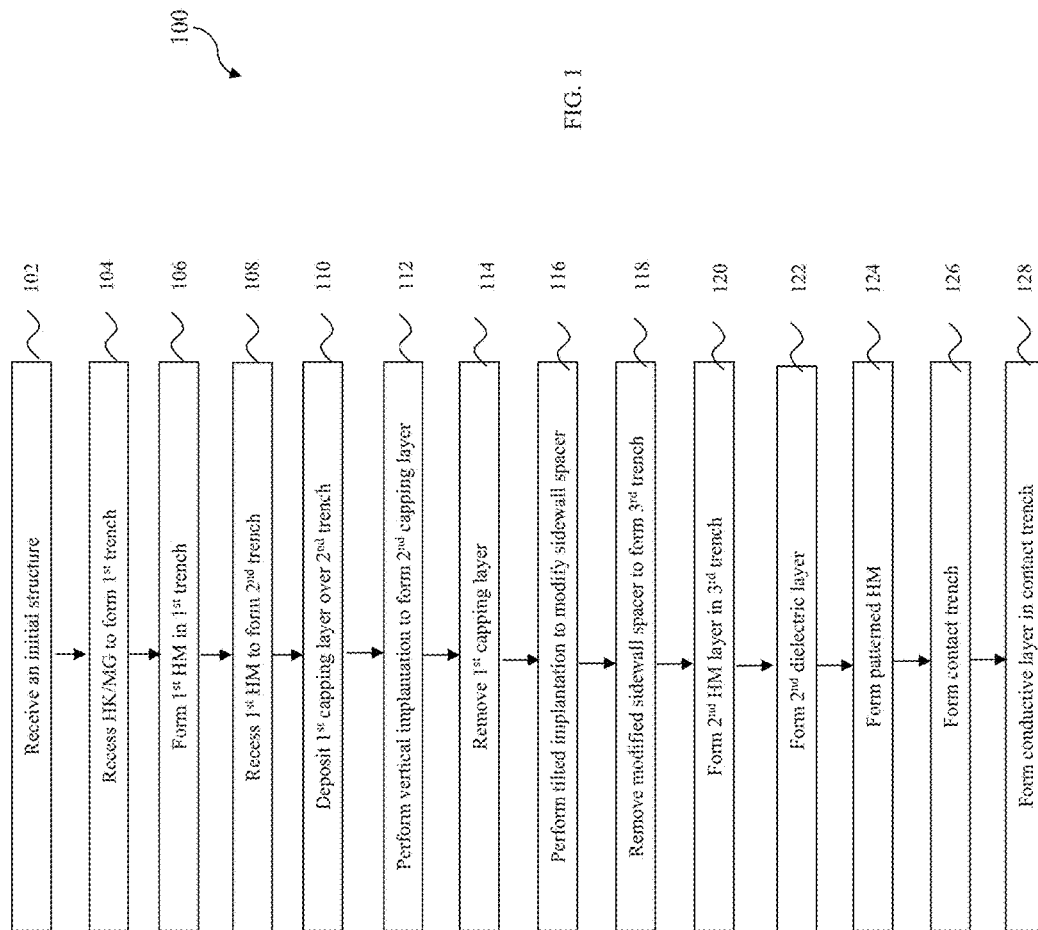 100
Receive an initial structure
102
Recess HK/MG to form 1st trench
104
Form 1st HM in 1st trench
106
Recess 1st HM to form 2nd trench
108
Deposit 1st capping layer over 2nd trench
110
Perform vertical implantation to form 2nd capping layer
112
Remove 1st capping layer
114
Perform tilted implantation to modify sidewall spacer
116
Remove modified sidewall spacer to form 3rd trench
118
Form 2nd HM layer in 3rd trench
120
Form 2nd dielectric layer
122
Form patterned HM
124
Form contact trench
126
Form conductive layer in contact trench
128
FIG. 1